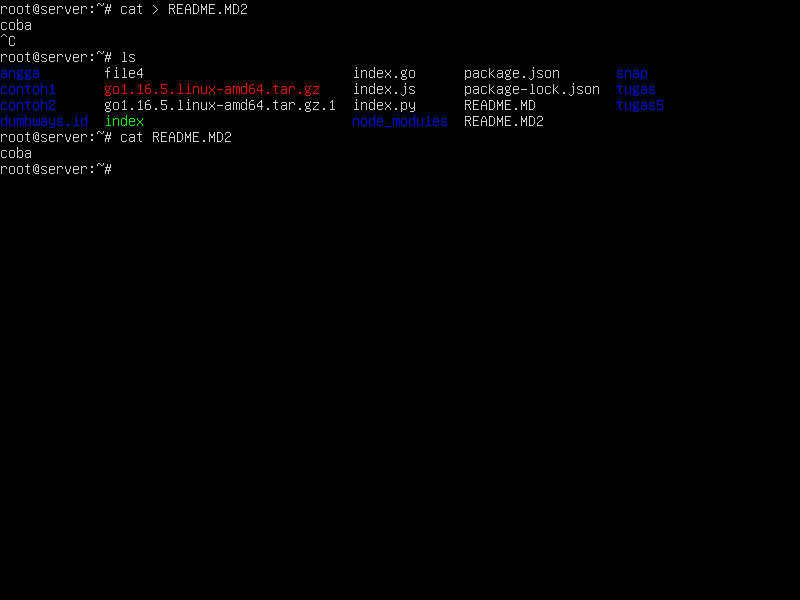 root@server:~# cat > README.MD2
coba
^C
root@server:~# ls
angga file4 index.go package.json snap
contoh1 go1.16.5.linux-amd64.tar.gz index.js package-lock.json tugas
contoh2 go1.16.5.linux-amd64.tar.gz.1 index.py README.MD tugas5
dumbways.id index node_modules README.MD2
root@server:~# cat README.MD2
coba
root@server:~#